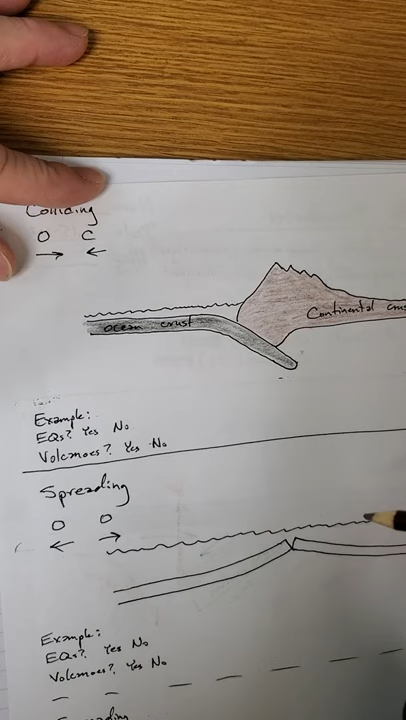 Colliding
O C
→ ←
ocean crust
Continental crus
Example:
EQs? Yes No
Volcanoes? Yes No
Spreading
O O
← →
Example:
EQs? Yes No
Volcanoes? Yes No